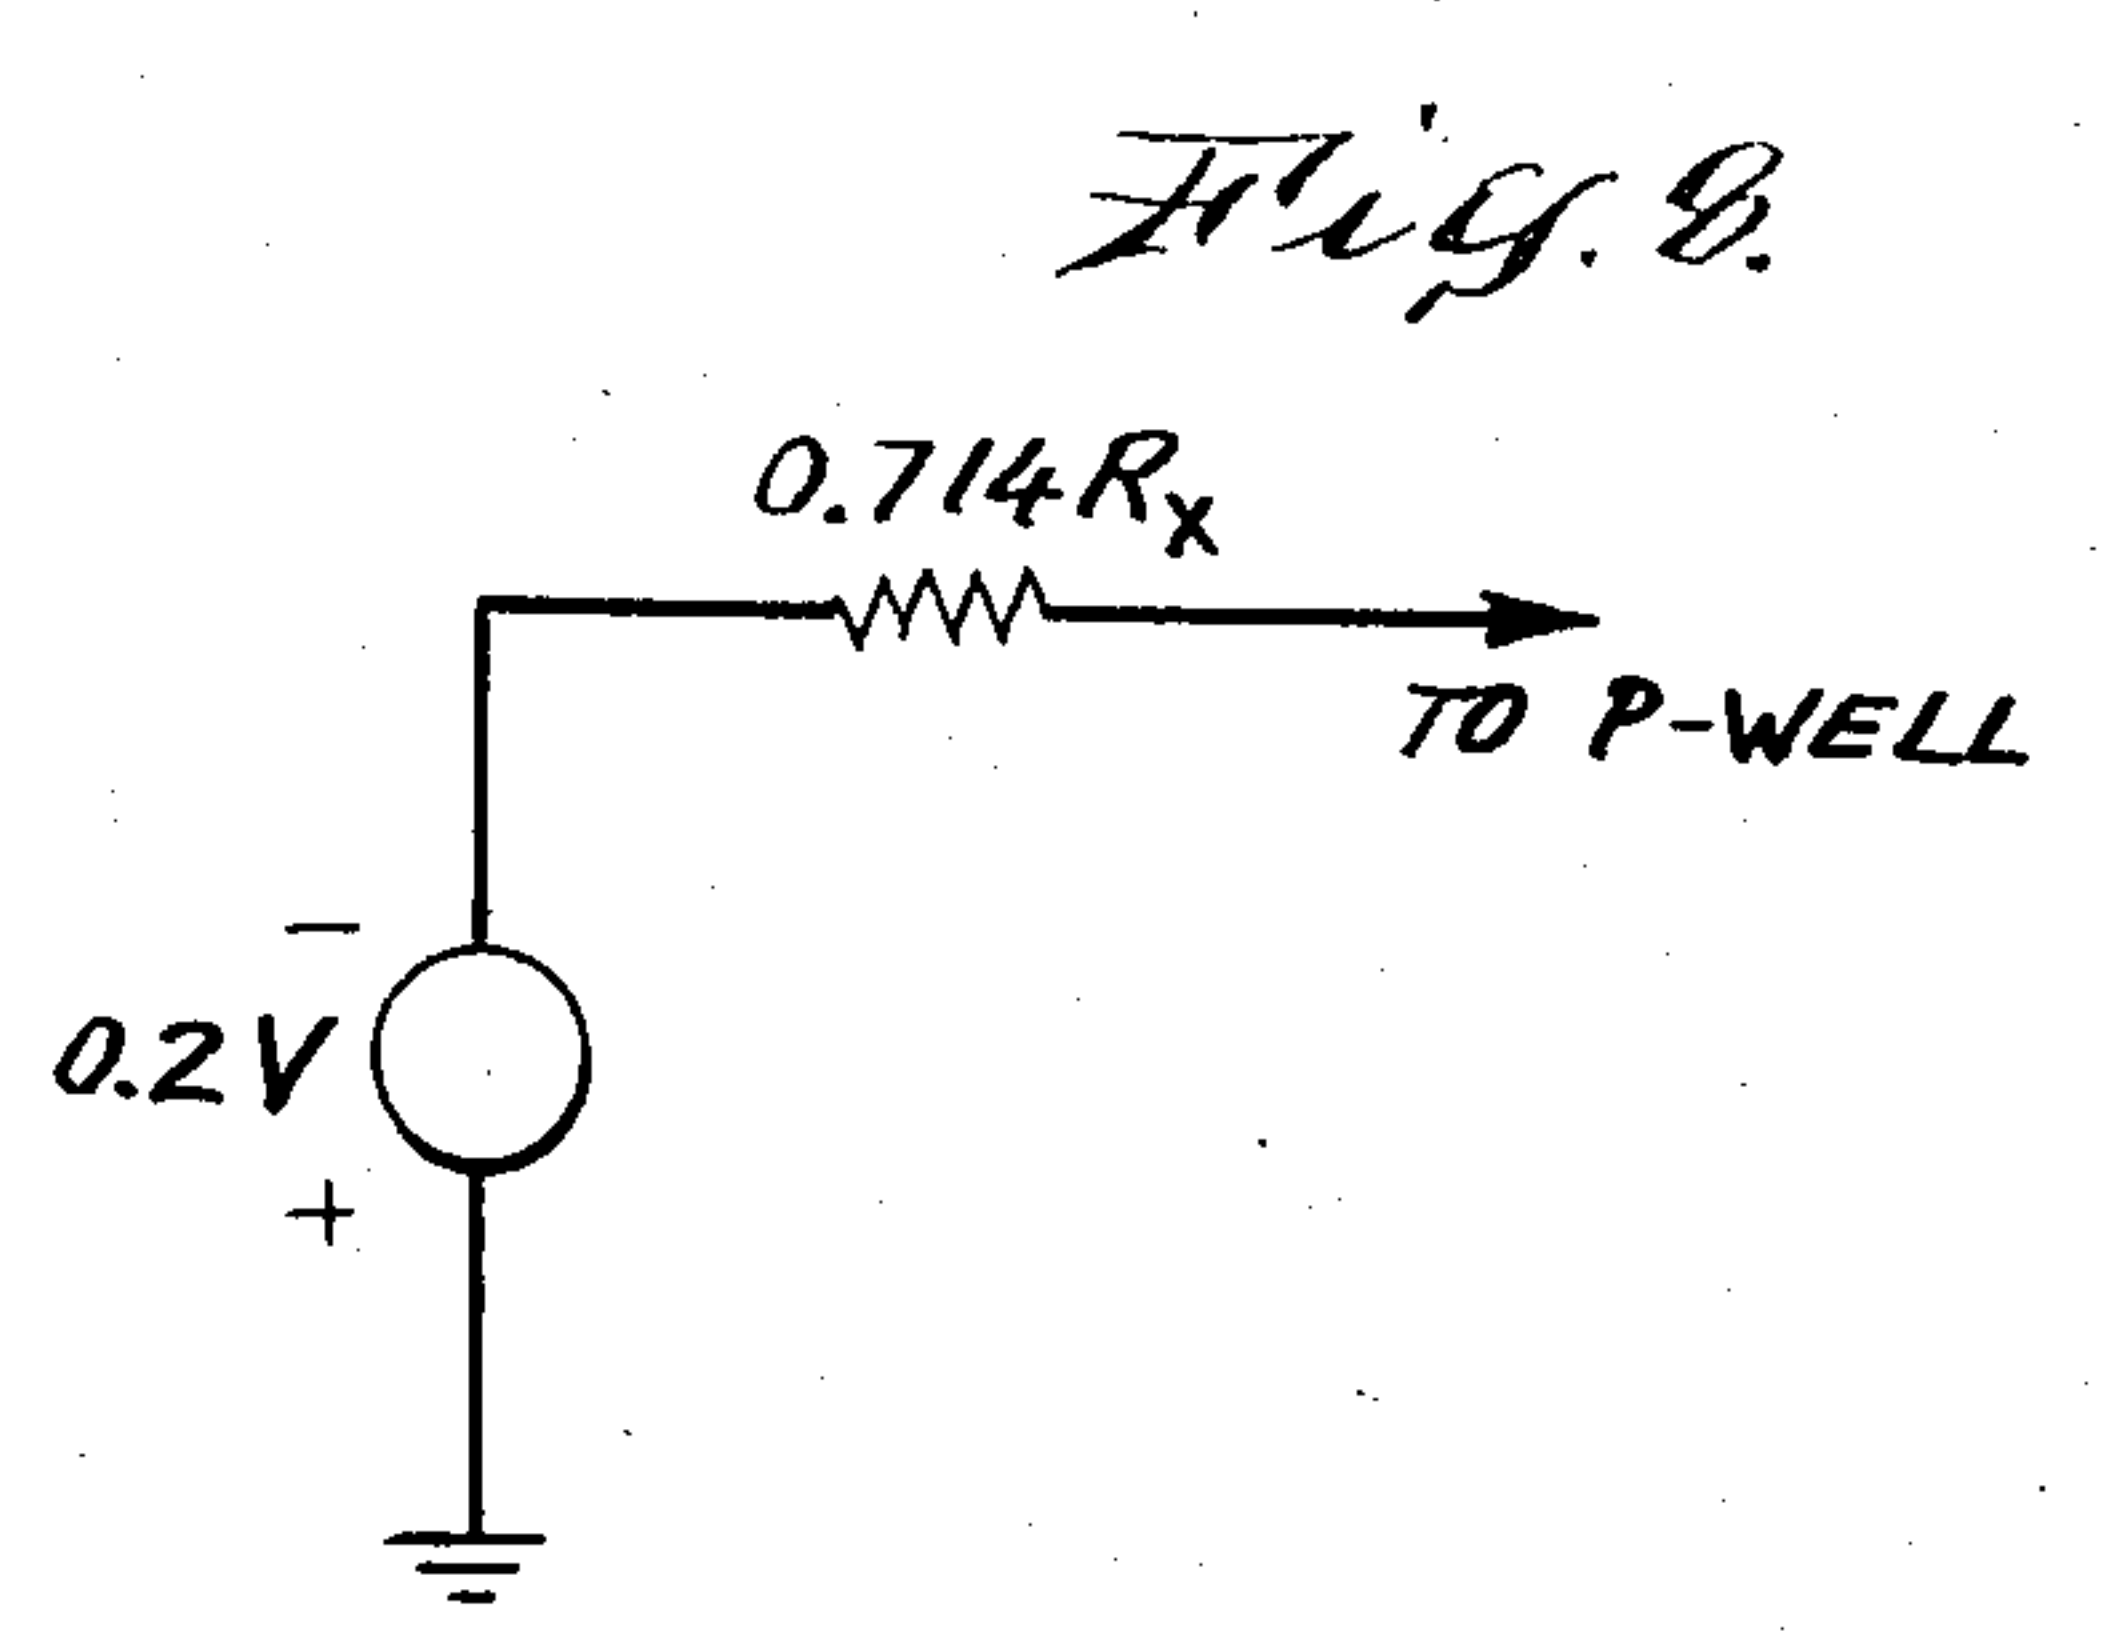 Fig. 8.
0.714Rx
TO P-WELL
−
0.2V
+